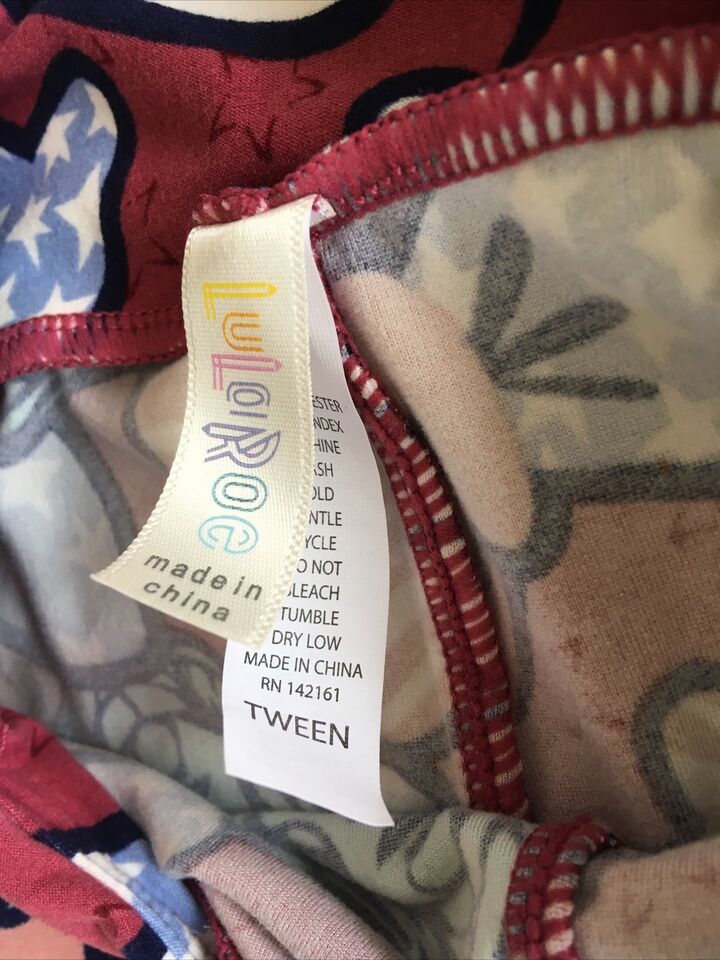 LuLaRoe
made in
china
ESTER
NDEX
HINE
ASH
OLD
NTLE
YCLE
O NOT
BLEACH
TUMBLE
DRY LOW
MADE IN CHINA
RN 142161
TWEEN